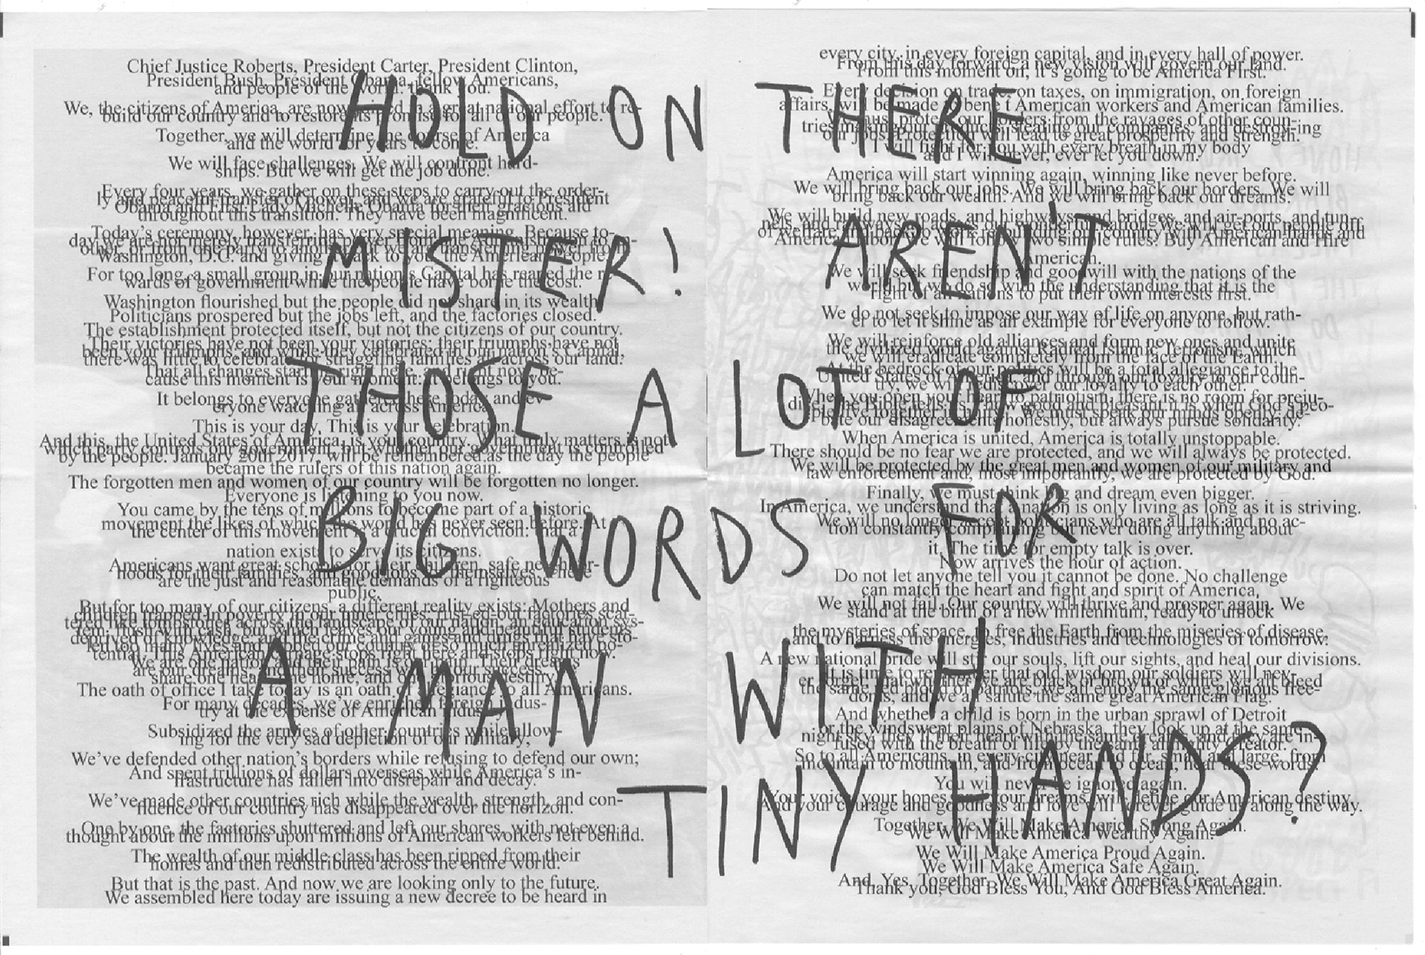 HOLD ON THERE
MISTER! AREN'T
THOSE A LOT OF
BIG WORDS FOR
A MAN WITH
TINY HANDS?
Chief Justice Roberts, President Carter, President Clinton,
President Bush, President Obama, fellow Americans,
and people of the world: thank you.
We, the citizens of America, are now in a great national effort to re-
build our country and to restore its promise for all of our people.
Together, we will determine the course of America
and the world for years to come.
We will face challenges. We will confront hard-
ships. But we will get the job done.
Every four years, we gather on these steps to carry out the order-
ly and peaceful transfer of power, and we are grateful to President
Obama and First Lady Michelle Obama for their gracious aid
throughout this transition. They have been magnificent.
Today's ceremony, however, has very special meaning. Because to-
day we are not merely transferring power
Washington, D.C. and giving it back to you, the American People.
For too long, a small group in our nation's Capital has reaped the re-
wards of government while the people have borne the cost.
Washington flourished but the people did not share in its wealth.
Politicians prospered but the jobs left, and the factories closed.
The establishment protected itself, but not the citizens of our country.
Their victories have not been your victories; their triumphs have not
been your triumphs; and while they celebrated in our nation's Capital,
there was little to celebrate for struggling families all across our land.
That all changes starting right here, and right now, be-
cause this moment is your moment: it belongs to you.
It belongs to everyone gathered here today and ev-
eryone watching all across America.
This is your day. This is your celebration.
And this, the United States of America, is your country. What truly matters is not
which party controls our government, but whether our government is controlled
by the people. January 20th 2017, will be remembered as the day the people
became the rulers of this nation again.
The forgotten men and women of our country will be forgotten no longer.
Everyone is listening to you now.
You came by the tens of millions to become part of a historic
movement the likes of which the world has never seen before. At
the center of this movement is a crucial conviction: that a
nation exists to serve its citizens.
Americans want great schools for their children, safe neighbor-
hoods for their families, and good jobs for themselves. These
are the just and reasonable demands of a righteous
public.
But for too many of our citizens, a different reality exists: Mothers and
tered like tombstones across the landscape of our nation; an education sys-
tem, flush with cash, but which leaves our young and beautiful students
deprived of knowledge; and the crime and gangs and drugs that have sto-
len too many lives and robbed our country of so much unrealized po-
tential. This American carnage stops right here and stops right now.
We are one nation and their pain is our pain. Their dreams
are
share one heart, one home, and one glorious destiny.
The oath of office I take today is an oath of allegiance to all Americans.
For many decades, we've enriched foreign indus-
try at the expense of American industry;
Subsidized the armies of other countries while allow-
ing for the very sad depletion of our military;
We've defended other nation's borders while refusing to defend our own;
And spent trillions of dollars overseas while America's in-
frastructure has fallen into disrepair and decay.
We've made other countries rich while the wealth, strength, and con-
fidence of our country has disappeared over the horizon.
One by one, the factories shuttered and left our shores, with not even a
thought about the millions upon millions of American workers left behind.
The wealth of our middle class has been ripped from their
homes and then redistributed across the entire world.
But that is the past. And now we are looking only to the future.
We assembled here today are issuing a new decree to be heard in
every city, in every foreign capital, and in every hall of power.
From this day forward, a new vision will govern our land.
From this moment on, it's going to be America First.
Every decision on trade, on taxes, on immigration, on foreign
affairs, will be made to benefit American workers and American families.
We must protect our borders from the ravages of other coun-
tries making our products, stealing our companies, and destroy-ing
our jobs. Protection will lead to great prosperity and strength.
I will fight for you with every breath in my body
and I will never, ever let you down.
America will start winning again, winning like never before.
We will bring back our jobs. We will bring back our borders. We will
bring back our wealth. And we will bring back our dreams.
We will build new roads, and highways, and bridges, and air-ports, and tun-
nels, and railways all across our wonderful nation. We will get our people off
of welfare and back to work rebuilding our country with American hands and
American labor. We will follow two simple rules: Buy American and Hire
American.
We will seek friendship and goodwill with the nations of the
world but we do so with the understanding that it is the
right of all nations to put their own interests first.
We do not seek to impose our way of life on anyone, but rath-
er to let it shine as an example for everyone to follow.
We will reinforce old alliances and form new ones and unite
the civilized world against Radical Islamic Terrorism, which
we will eradicate completely from the face of the Earth.
At the bedrock of our politics will be a total allegiance to the
United States of America, and through our loyalty to our coun-
try, we will rediscover our loyalty to each other.
When you open your heart to patriotism, there is no room for preju-
dice. The Bible tells us, how good and pleasant it is when God's peo-
ple live together in unity. We must speak our minds openly, de-
bate our disagreements honestly, but always pursue solidarity.
When America is united, America is totally unstoppable.
There should be no fear we are protected, and we will always be protected.
We will be protected by the great men and women of our military and
law enforcement and, most importantly, we are protected by God.
Finally, we must think big and dream even bigger.
In America, we understand that a nation is only living as long as it is striving.
We will no longer accept politicians who are all talk and no ac-
tion constantly complaining but never doing anything about
it. The time for empty talk is over.
Now arrives the hour of action.
Do not let anyone tell you it cannot be done. No challenge
can match the heart and fight and spirit of America.
We will not fail. Our country will thrive and prosper again. We
stand at the birth of a new millennium, ready to unlock
the mysteries of space, to free the Earth from the miseries of disease,
and harness the energies, industries and technologies of tomorrow.
A new national pride will stir our souls, lift our sights, and heal our divisions.
It is time to remember that old wisdom our soldiers will nev-
er forget: that whether we are black or brown or white, we all bleed
the same red blood of patriots, we all enjoy the same glorious free-
doms, and we all salute the same great American Flag.
And whether a child is born in the urban sprawl of Detroit
or the windswept plains of Nebraska, they look up at the same
night sky, they fill their heart with the same dreams, and they are in-
fused with the breath of life by the same almighty Creator.
So to all Americans, in every city near and far, small and large, from
mountain to mountain, and from ocean to ocean, hear these words:
You will never be ignored again.
Your voice, your hopes, and your dreams, will define our American destiny.
And your courage and goodness and love will forever guide us along the way.
Together, We Will Make America Strong Again.
We Will Make America Wealthy Again.
We Will Make America Proud Again.
We Will Make America Safe Again.
And, Yes, Together, We Will Make America Great Again.
Thank you, God Bless You, And God Bless America.